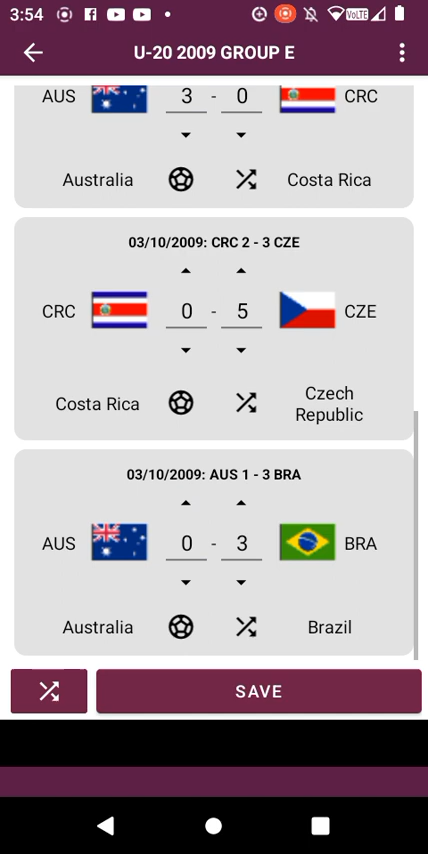 3:54
VoLTE
U-20 2009 GROUP E
AUS 3 - 0 CRC
Australia Costa Rica
03/10/2009: CRC 2 - 3 CZE
CRC 0 - 5 CZE
Costa Rica Czech
Republic
03/10/2009: AUS 1 - 3 BRA
AUS 0 - 3 BRA
Australia Brazil
SAVE